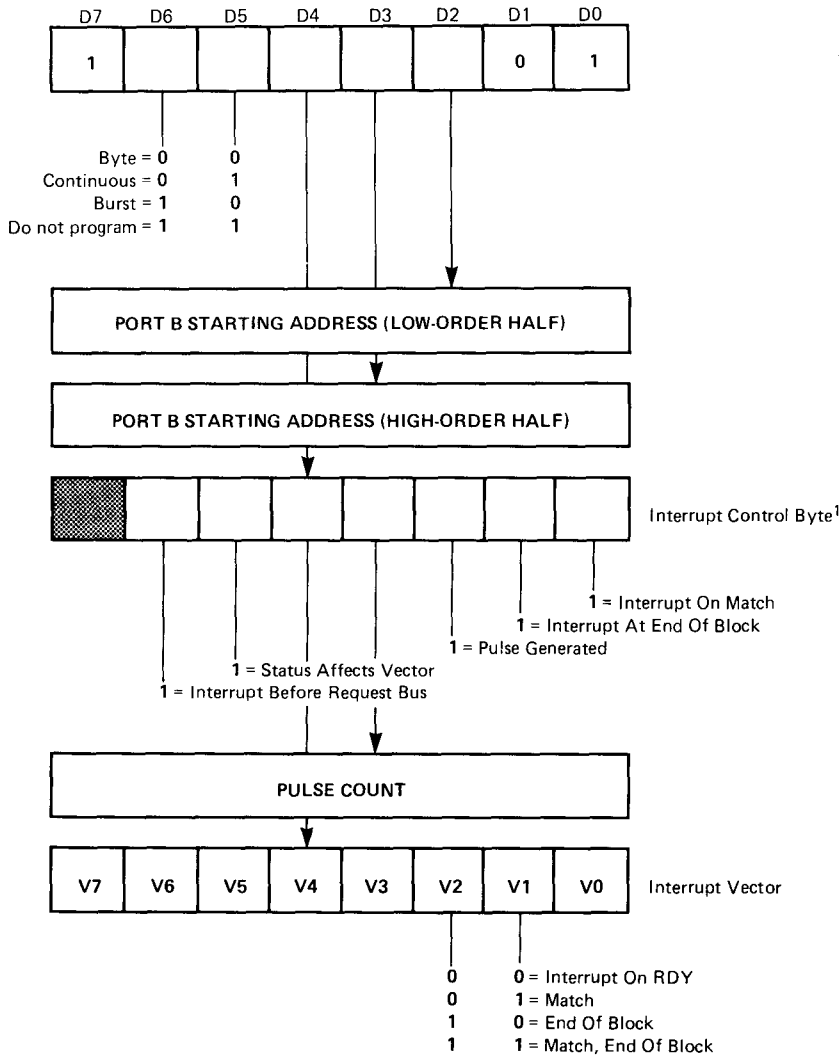 D7 D6 D5 D4 D3 D2 D1 D0
1 0 1
Byte = 0 0
Continuous = 0 1
Burst = 1 0
Do not program = 1 1
PORT B STARTING ADDRESS (LOW-ORDER HALF)
PORT B STARTING ADDRESS (HIGH-ORDER HALF)
Interrupt Control Byte1
1 = Interrupt On Match
1 = Interrupt At End Of Block
1 = Pulse Generated
1 = Status Affects Vector
1 = Interrupt Before Request Bus
PULSE COUNT
V7 V6 V5 V4 V3 V2 V1 V0 Interrupt Vector
0 0 = Interrupt On RDY
0 1 = Match
1 0 = End Of Block
1 1 = Match, End Of Block